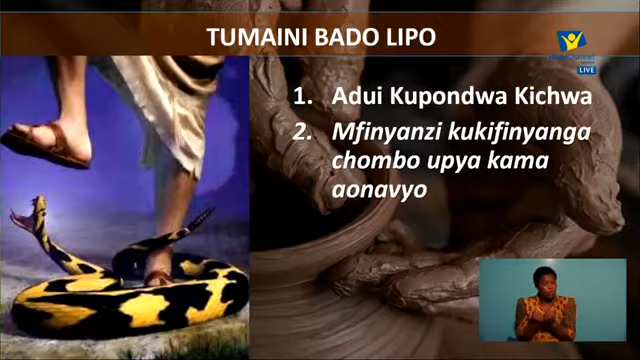 TUMAINI BADO LIPO
1. Adui Kupondwa Kichwa
2. Mfinyanzi kukifinyanga
chombo upya kama
aonavyo
LIVE